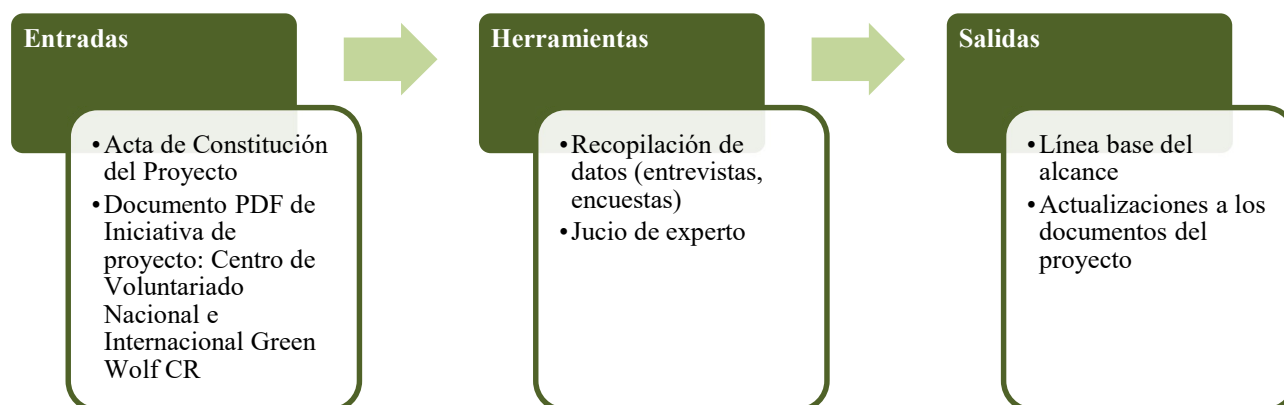 Entradas
•Acta de Constitución
del Proyecto
•Documento PDF de
Iniciativa de
proyecto: Centro de
Voluntariado
Nacional e
Internacional Green
Wolf CR
Herramientas
•Recopilación de
datos (entrevistas,
encuestas)
•Jucio de experto
Salidas
•Línea base del
alcance
•Actualizaciones a los
documentos del
proyecto